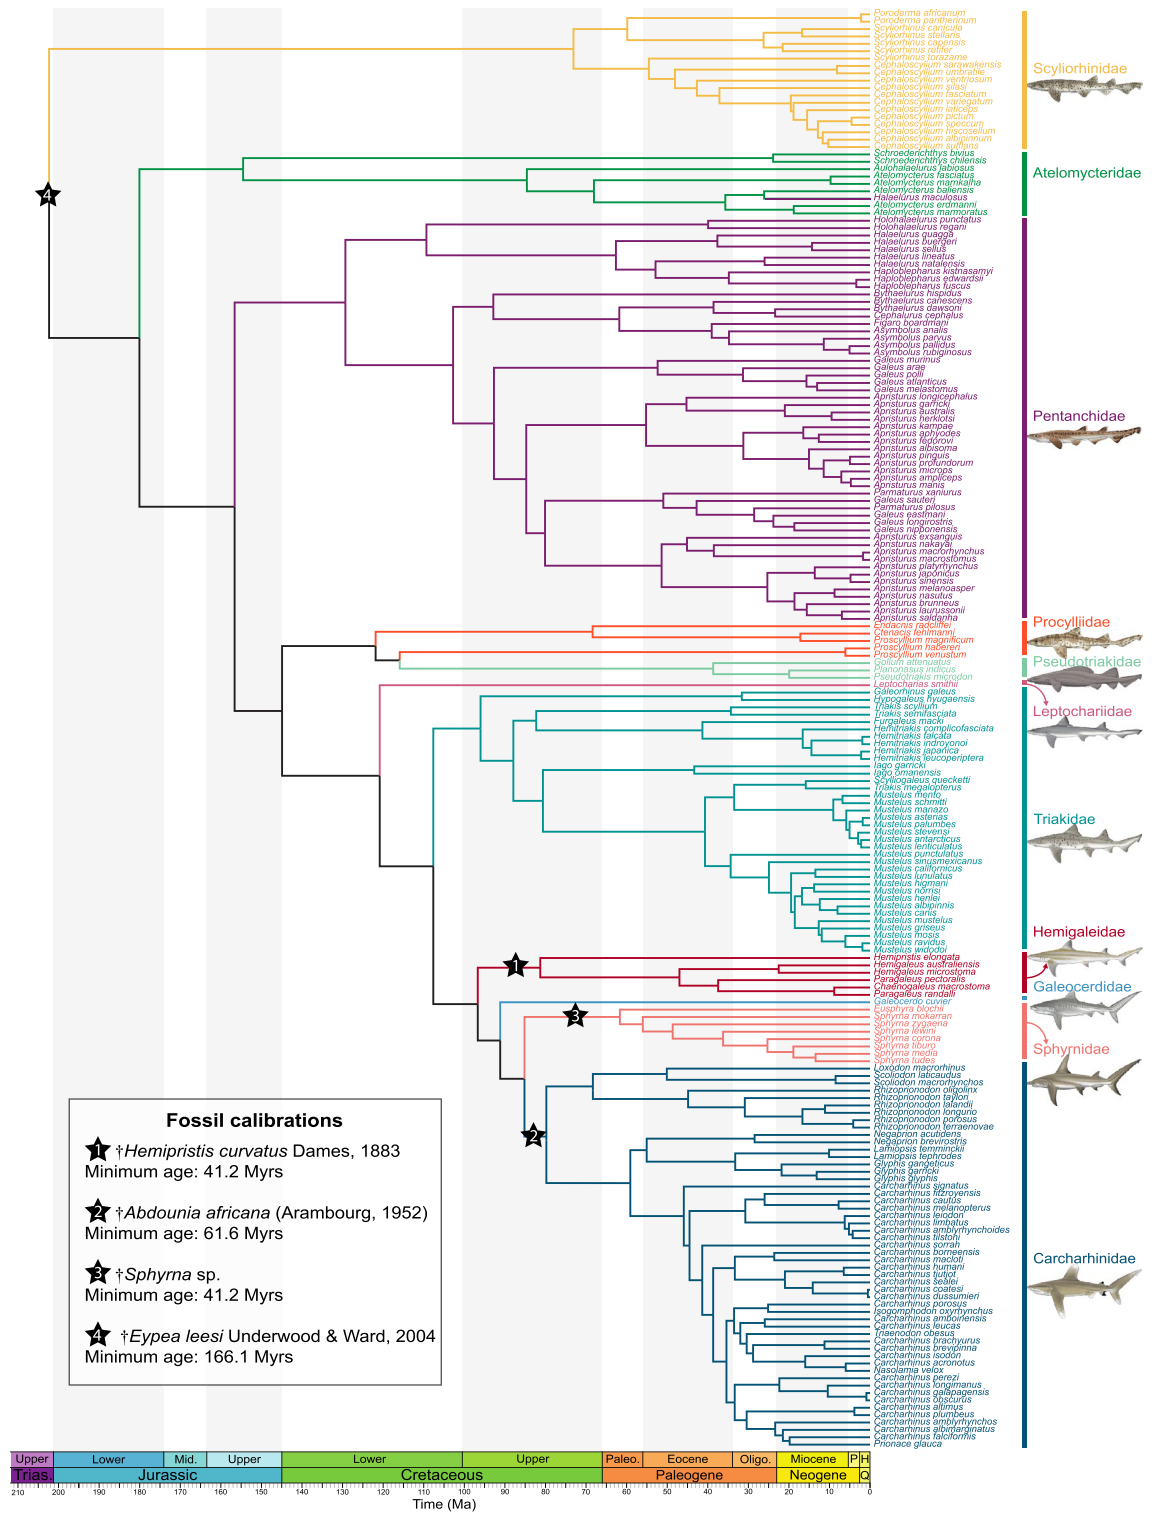 Poroderma africanum
Poroderma pantherinum
Scyliorhinus canicula
Scyliorhinus stellaris
Scyliorhinus capensis
Scyliorhinus retifer
Scyliorhinus torazame
Cephaloscyllium sarawakensis
Cephaloscyllium umbratile
Cephaloscyllium ventriosum
Cephaloscyllium silasi
Cephaloscyllium fasciatum
Cephaloscyllium variegatum
Cephaloscyllium laticeps
Cephaloscyllium pictum
Cephaloscyllium speccum
Cephaloscyllium hiscosellum
Cephaloscyllium albipinnum
Cephaloscyllium sufflans
Scyliorhinidae
Schroederichthys bivius
Schroederichthys chilensis
Aulohalaelurus labiosus
Atelomycterus fasciatus
Atelomycterus marnkalha
Atelomycterus baliensis
Halaelurus maculosus
Atelomycterus erdmanni
Atelomycterus marmoratus
Atelomycteridae
Holohalaelurus punctatus
Holohalaelurus regani
Halaelurus quagga
Halaelurus buergeri
Halaelurus sellus
Halaelurus lineatus
Halaelurus natalensis
Haploblepharus kistnasamyi
Haploblepharus edwardsii
Haploblepharus fuscus
Bythaelurus hispidus
Bythaelurus canescens
Bythaelurus dawsoni
Cephalurus cephalus
Figaro boardmani
Asymbolus analis
Asymbolus parvus
Asymbolus pallidus
Asymbolus rubiginosus
Galeus murinus
Galeus arae
Galeus polli
Galeus atlanticus
Galeus melastomus
Apristurus longicephalus
Apristurus garricki
Apristurus australis
Apristurus herklotsi
Apristurus kampae
Apristurus aphyodes
Apristurus fedorovi
Apristurus albisoma
Apristurus pinguis
Apristurus profundorum
Apristurus microps
Apristurus ampliceps
Apristurus manis
Parmaturus xaniurus
Galeus sauteri
Parmaturus pilosus
Galeus eastmani
Galeus longirostris
Galeus nipponensis
Apristurus exsanguis
Apristurus nakayai
Apristurus macrorhynchus
Apristurus macrostomus
Apristurus platyrhynchus
Apristurus japonicus
Apristurus sinensis
Apristurus melanoasper
Apristurus nasutus
Apristurus brunneus
Apristurus laurussonii
Apristurus saldanha
Pentanchidae
Eridacnis radcliffei
Ctenacis fehlmanni
Proscyllium magnificum
Proscyllium habereri
Proscyllium venustum
Procylliidae
Gollum attenuatus
Planonasus indicus
Pseudotriakis microdon
Pseudotriakidae
Leptocharias smithii
Leptochariidae
Galeorhinus galeus
Hypogaleus hyugaensis
Triakis scyllium
Triakis semifasciata
Furgaleus macki
Hemitriakis complicofasciata
Hemitriakis falcata
Hemitriakis indroyonoi
Hemitriakis japanica
Hemitriakis leucoperiptera
Iago garricki
Iago omanensis
Scylliogaleus quecketti
Triakis megalopterus
Mustelus mento
Mustelus schmitti
Mustelus manazo
Mustelus asterias
Mustelus palumbes
Mustelus stevensi
Mustelus antarcticus
Mustelus lenticulatus
Mustelus punctulatus
Mustelus sinusmexicanus
Mustelus californicus
Mustelus lunulatus
Mustelus higmani
Mustelus norrisi
Mustelus henlei
Mustelus albipinnis
Mustelus canis
Mustelus mustelus
Mustelus griseus
Mustelus mosis
Mustelus ravidus
Mustelus widodoi
Triakidae
Hemipristis elongata
Hemigaleus australiensis
Hemigaleus microstoma
Paragaleus pectoralis
Chaenogaleus macrostoma
Paragaleus randalli
Hemigaleidae
Galeocerdo cuvier
Galeocerdidae
Eusphyra blochii
Sphyrna mokarran
Sphyrna zygaena
Sphyrna lewini
Sphyrna corona
Sphyrna tiburo
Sphyrna media
Sphyrna tudes
Sphyrnidae
Loxodon macrorhinus
Scoliodon laticaudus
Scoliodon macrorhynchos
Rhizoprionodon oligolinx
Rhizoprionodon taylori
Rhizoprionodon lalandii
Rhizoprionodon longurio
Rhizoprionodon porosus
Rhizoprionodon terraenovae
Negaprion acutidens
Negaprion brevirostris
Lamiopsis temminckii
Lamiopsis tephrodes
Glyphis gangeticus
Glyphis garricki
Glyphis glyphis
Carcharhinus signatus
Carcharhinus fitzroyensis
Carcharhinus cautus
Carcharhinus melanopterus
Carcharhinus leiodon
Carcharhinus limbatus
Carcharhinus amblyrhynchoides
Carcharhinus tilstoni
Carcharhinus sorrah
Carcharhinus borneensis
Carcharhinus macloti
Carcharhinus humani
Carcharhinus tjutjot
Carcharhinus sealei
Carcharhinus coatesi
Carcharhinus dussumieri
Carcharhinus porosus
Isogomphodon oxyrhynchus
Carcharhinus amboinensis
Carcharhinus leucas
Triaenodon obesus
Carcharhinus brachyurus
Carcharhinus brevipinna
Carcharhinus isodon
Carcharhinus acronotus
Nasolamia velox
Carcharhinus perezi
Carcharhinus longimanus
Carcharhinus galapagensis
Carcharhinus obscurus
Carcharhinus altimus
Carcharhinus plumbeus
Carcharhinus amblyrhynchos
Carcharhinus albimarginatus
Carcharhinus falciformis
Prionace glauca
Carcharhinidae
4
1
3
2
Fossil calibrations
1 †Hemipristis curvatus Dames, 1883
Minimum age: 41.2 Myrs
2 †Abdounia africana (Arambourg, 1952)
Minimum age: 61.6 Myrs
3 †Sphyrna sp.
Minimum age: 41.2 Myrs
4 †Eypea leesi Underwood & Ward, 2004
Minimum age: 166.1 Myrs
Upper Lower Mid. Upper Lower Upper Paleo. Eocene Oligo. Miocene P H
Trias. Jurassic Cretaceous Paleogene Neogene Q
210 200 190 180 170 160 150 140 130 120 110 100 90 80 70 60 50 40 30 20 10 0
Time (Ma)